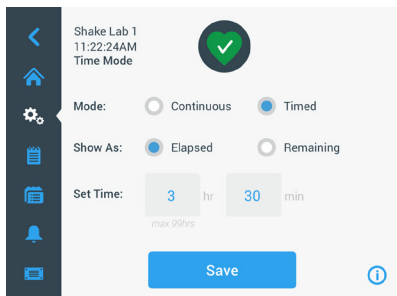 Shake Lab 1
11:22:24AM
Time Mode
Mode: Continuous Timed
Show As: Elapsed Remaining
Set Time: 3 hr 30 min
max 99hrs
Save